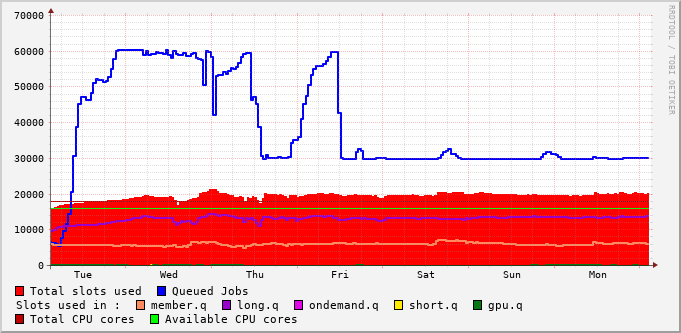 70000
60000
50000
40000
30000
20000
10000
0
Tue Wed Thu Fri Sat Sun Mon
RRDTOOL / TOBI OETIKER
Total slots used Queued Jobs
Slots used in : member.q long.q ondemand.q short.q gpu.q
Total CPU cores Available CPU cores